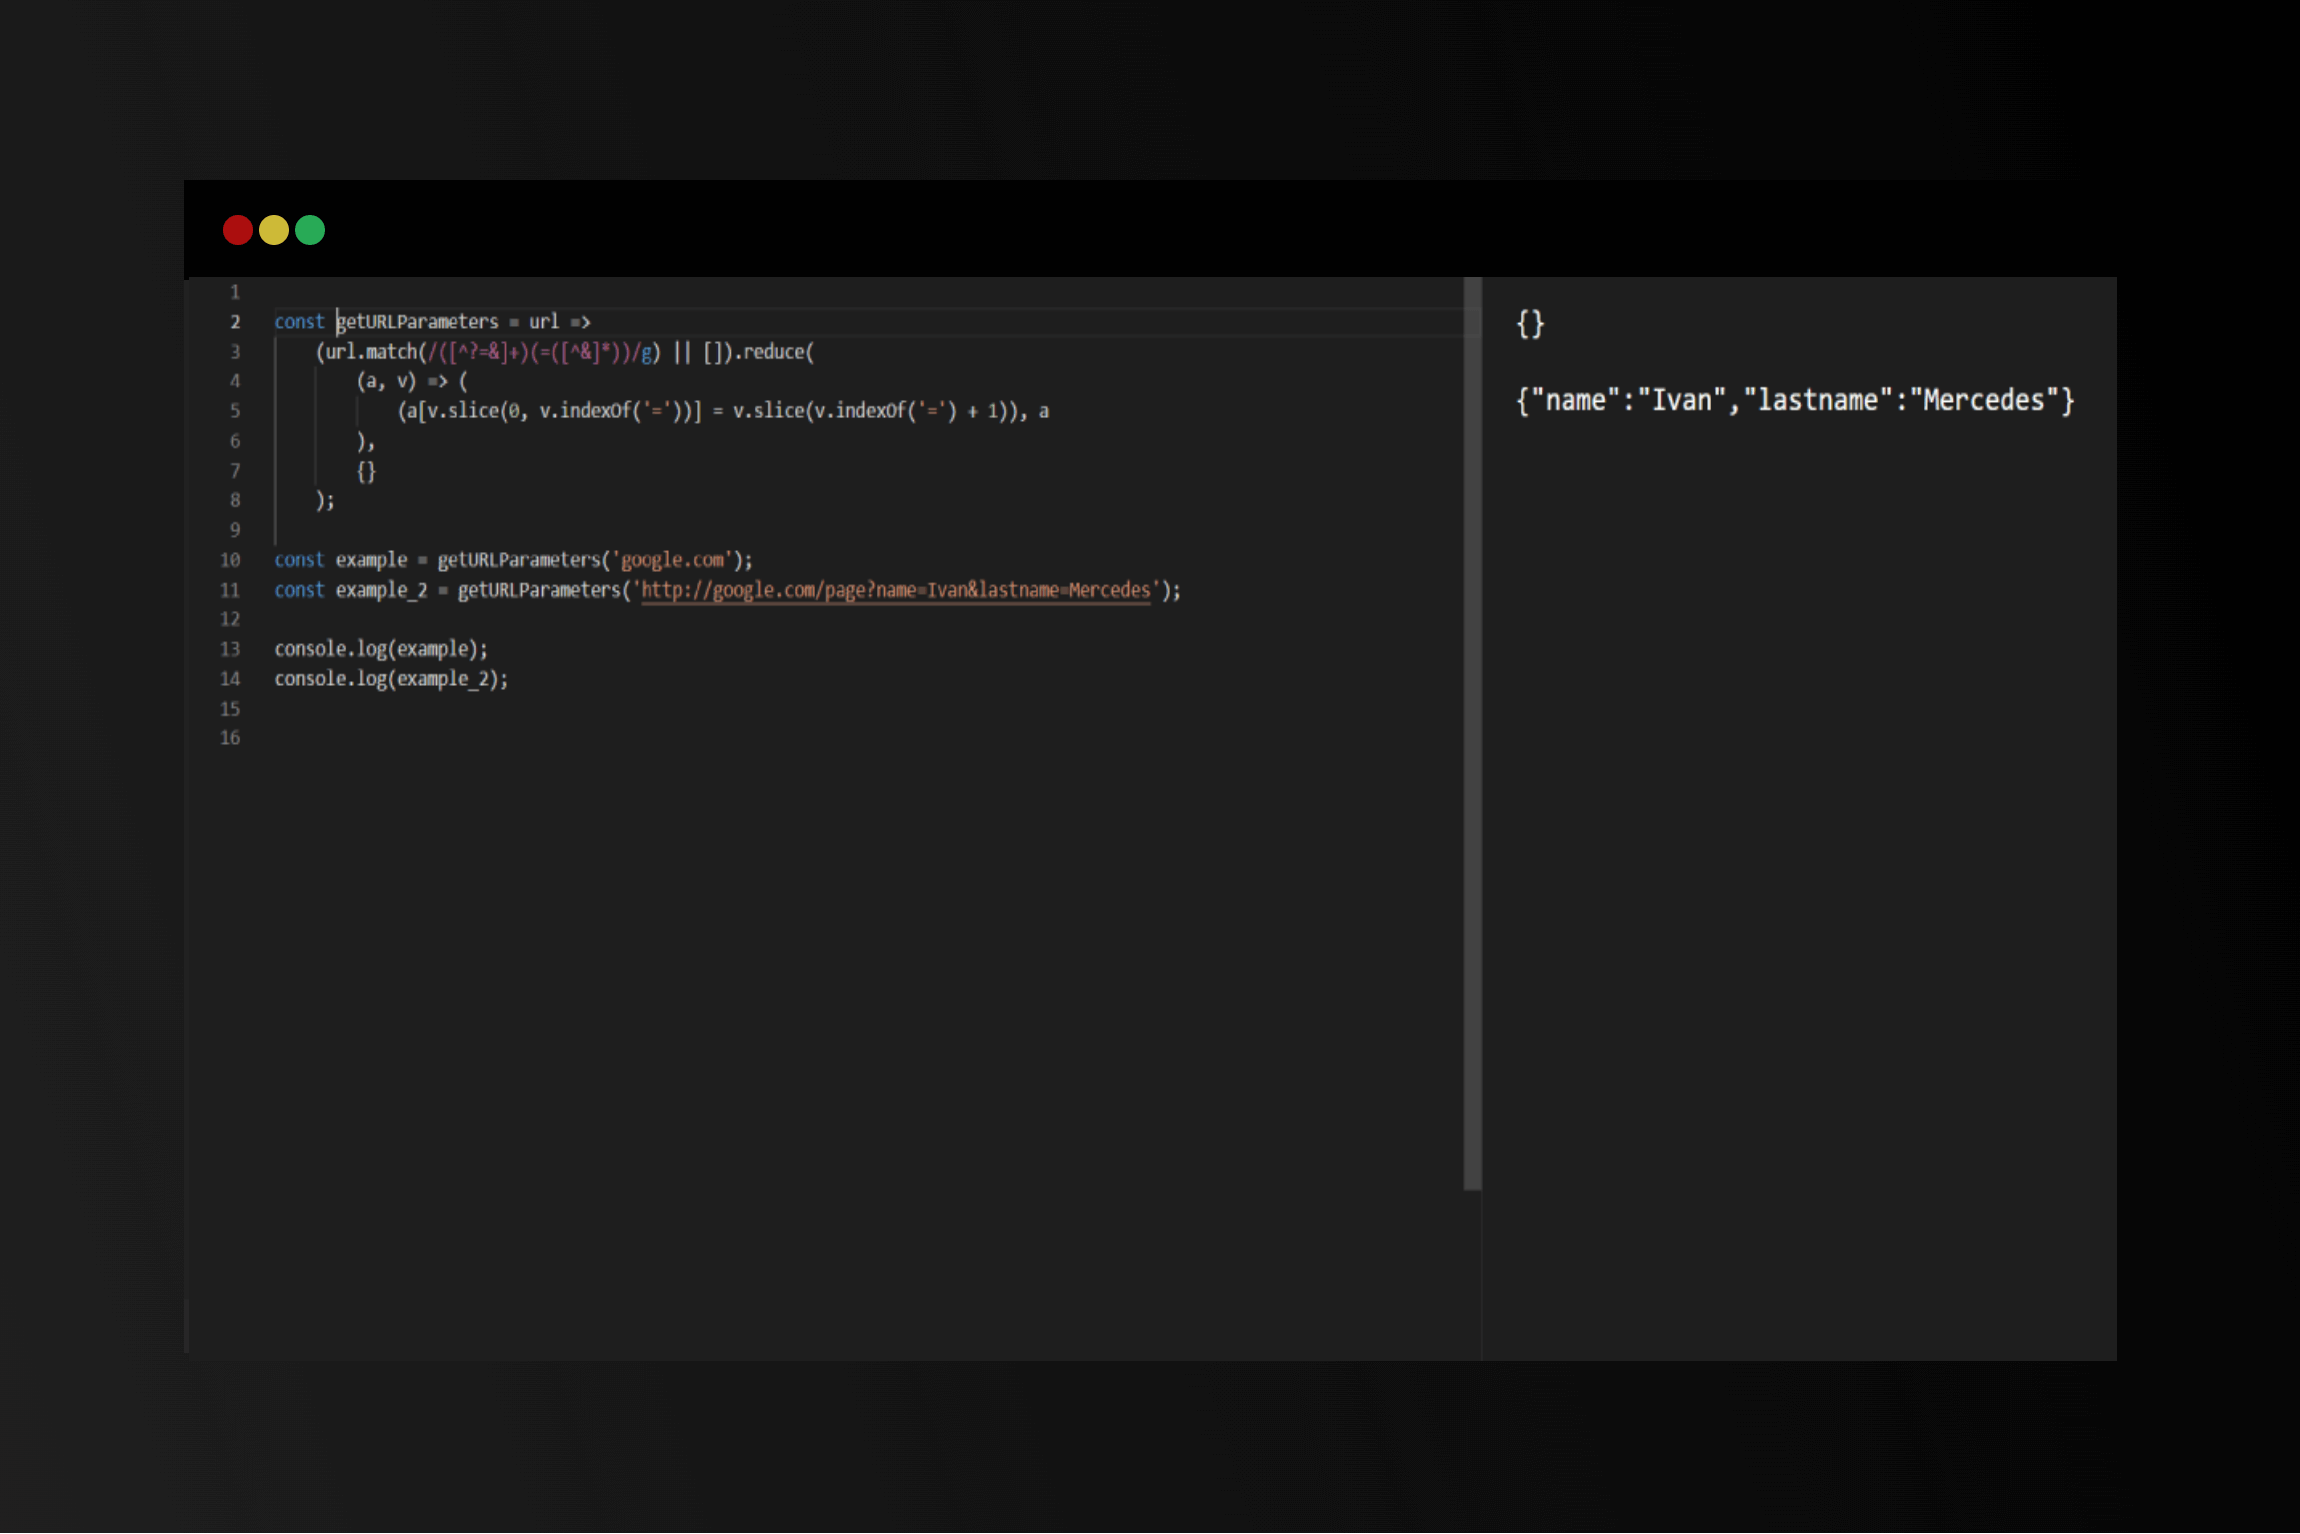 1
2 const getURLParameters = url =>
3     (url.match(/([^?=&]+)(=([^&]*))/g) || []).reduce(
4         (a, v) => (
5             (a[v.slice(0, v.indexOf('='))] = v.slice(v.indexOf('=') + 1)), a
6         ),
7         {}
8     );
9
10 const example = getURLParameters('google.com');
11 const example_2 = getURLParameters('http://google.com/page?name=Ivan&lastname=Mercedes');
12
13 console.log(example);
14 console.log(example_2);
15
16
{}
{"name":"Ivan","lastname":"Mercedes"}